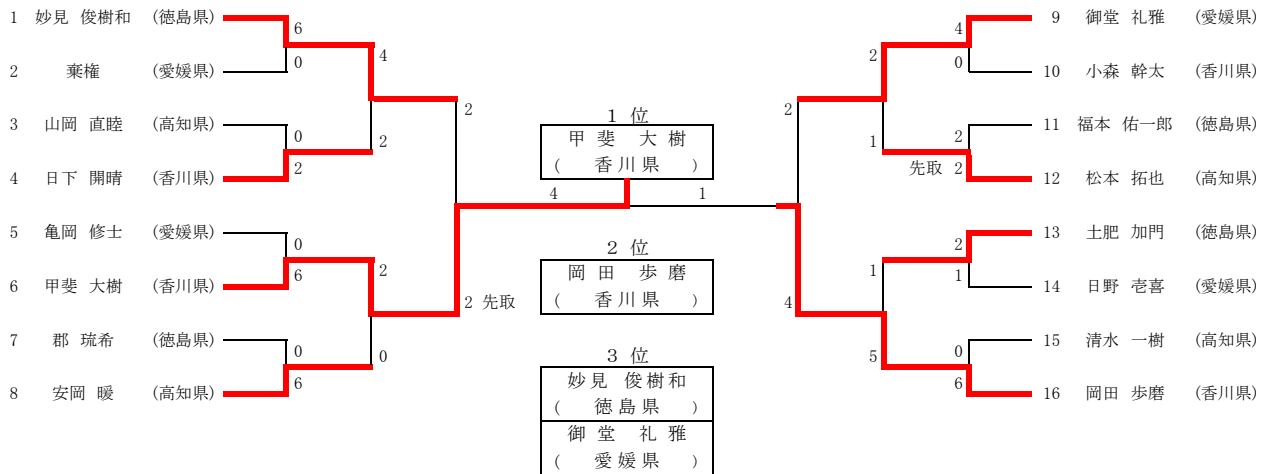 1 妙見 俊樹和 (徳島県)
6
0
2 棄権 (愛媛県)
4
3 山岡 直睦 (高知県)
0
2
4 日下 開晴 (香川県)
2
2
5 亀岡 修士 (愛媛県)
0
6
6 甲斐 大樹 (香川県)
2
7 郡 琉希 (徳島県)
0
6
8 安岡 暖 (高知県)
0
2 先取
4
1 位
甲斐 大樹
( 香川県 )
1
2 位
岡田 歩磨
( 香川県 )
3 位
妙見 俊樹和
( 徳島県 )
御堂 礼雅
( 愛媛県 )
4
9 御堂 礼雅 (愛媛県)
0
10 小森 幹太 (香川県)
2
2
11 福本 佑一郎 (徳島県)
2
1
先取 2
12 松本 拓也 (高知県)
2
13 土肥 加門 (徳島県)
1
14 日野 壱喜 (愛媛県)
1
4
15 清水 一樹 (高知県)
0
5
6
16 岡田 歩磨 (香川県)